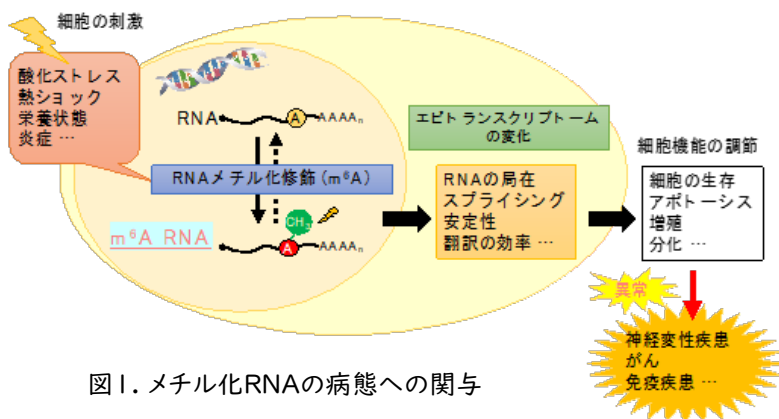 細胞の刺激
酸化ストレス
熱ショック
栄養状態
炎症 …
RNA
A
AAAAn
RNAメチル化修飾(m⁶A)
CH₃
m⁶A RNA
A
AAAAn
エピトランスクリプトーム
の変化
RNAの局在
スプライシング
安定性
翻訳の効率 …
細胞機能の調節
細胞の生存
アポトーシス
増殖
分化 …
異常
神経変性疾患
がん
免疫疾患 …
図1. メチル化RNAの病態への関与